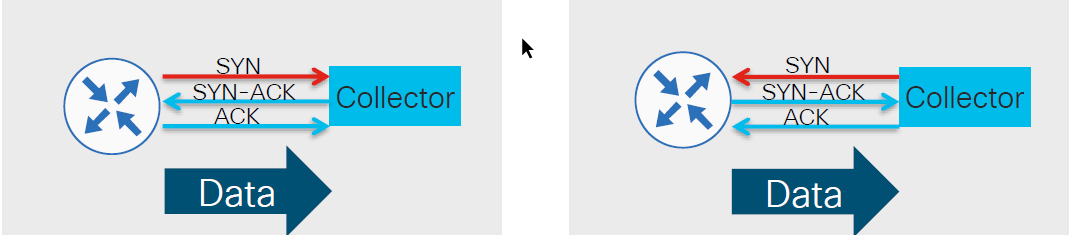 SYN
SYN-ACK
Collector
ACK
Data
SYN
SYN-ACK
Collector
ACK
Data